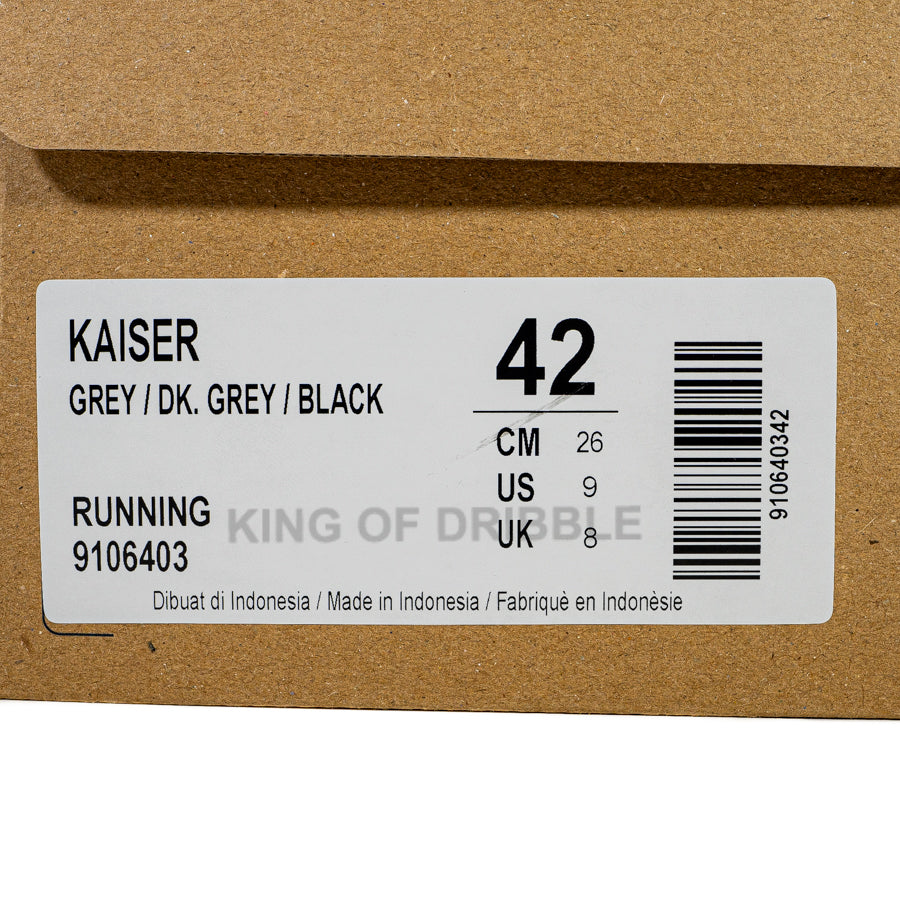 KAISER
GREY / DK. GREY / BLACK
RUNNING
9106403
42
CM 26
US 9
UK 8
910640342
KING OF DRIBBLE
Dibuat di Indonesia / Made in Indonesia / Fabriquè en Indonèsie